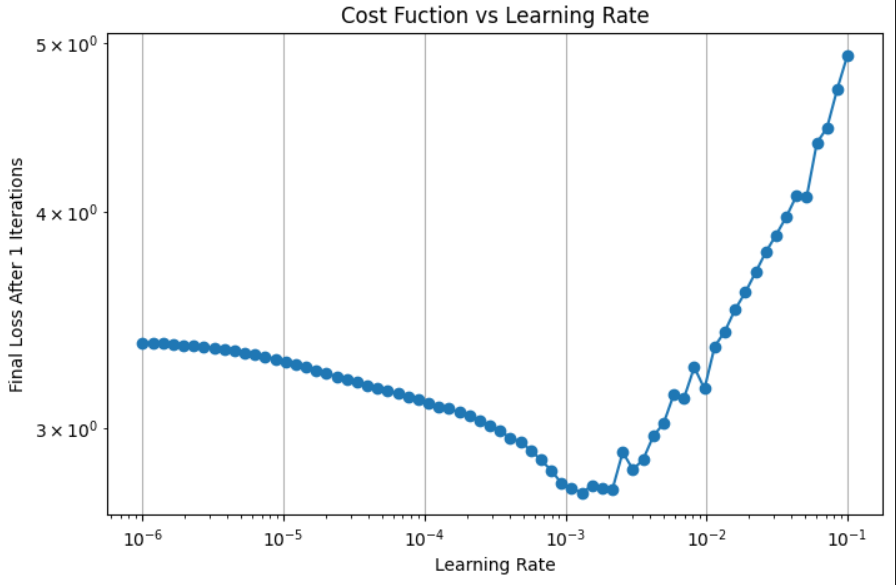 Cost Fuction vs Learning Rate
5 × 10⁰
4 × 10⁰
3 × 10⁰
Final Loss After 1 Iterations
10⁻⁶ 10⁻⁵ 10⁻⁴ 10⁻³ 10⁻² 10⁻¹
Learning Rate